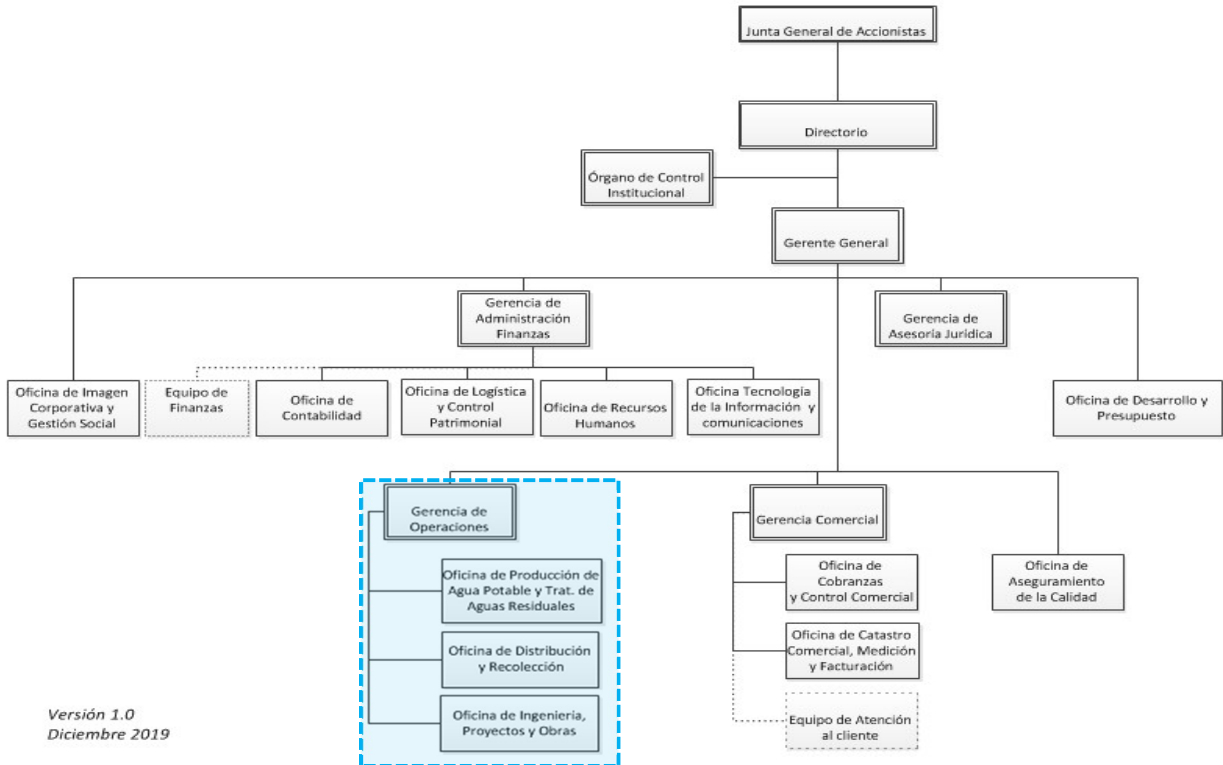 Junta General de Accionistas
Directorio
Órgano de Control
Institucional
Gerente General
Gerencia de
Administración
Finanzas
Gerencia de
Asesoría Juridica
Oficina de Imagen
Corporativa y
Gestión Social
Equipo de
Finanzas
Oficina de
Contabilidad
Oficina de Logística
y Control
Patrimonial
Oficina de Recursos
Humanos
Oficina Tecnología
de la Información y
comunicaciones
Oficina de Desarrollo y
Presupuesto
Gerencia de
Operaciones
Gerencia Comercial
Oficina de Producción de
Agua Potable y Trat. de
Aguas Residuales
Oficina de
Cobranzas
y Control Comercial
Oficina de
Aseguramiento
de la Calidad
Oficina de Distribución
y Recolección
Oficina de Catastro
Comercial, Medición
y Facturación
Oficina de Ingenieria,
Proyectos y Obras
Equipo de Atención
al cliente
Versión 1.0
Diciembre 2019